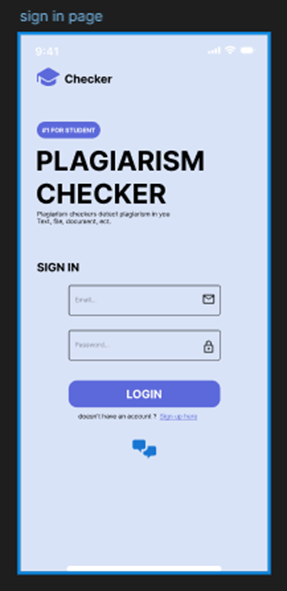 sign in page
9:41
Checker
#1 FOR STUDENT
PLAGIARISM
CHECKER
Plagiarism checkers detect plagiarism in you
Text, file, document, ect.
SIGN IN
Email...
Password...
LOGIN
doesn't have an account ? Sign up here